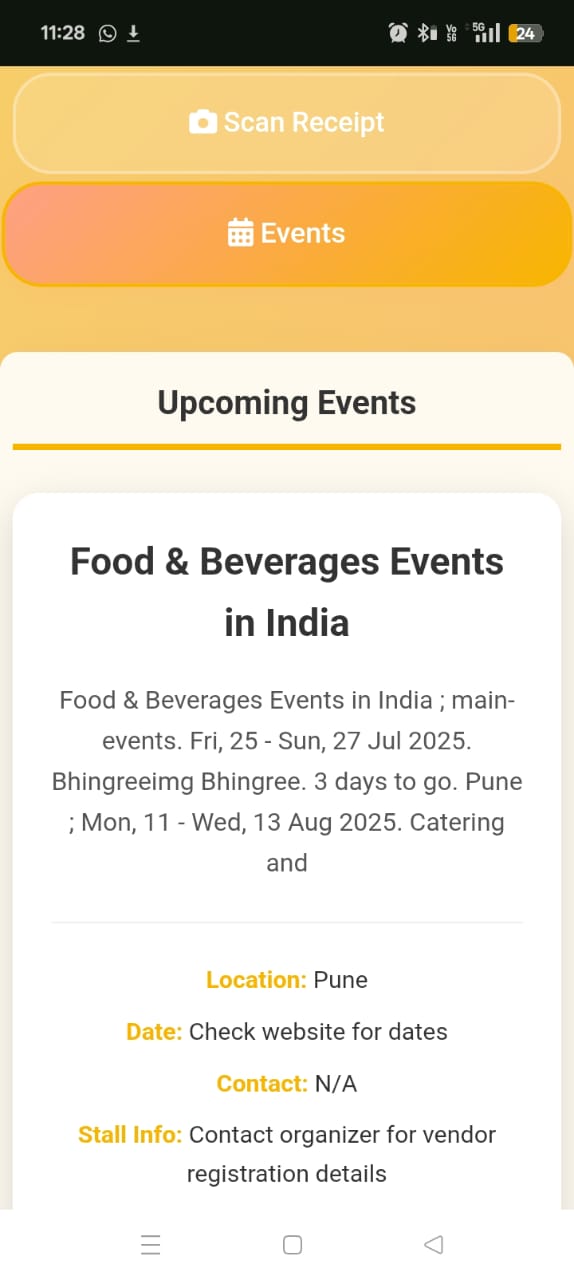 11:28
Vo
5G
5G
24
Scan Receipt
Events
Upcoming Events
Food & Beverages Events
in India
Food & Beverages Events in India ; main-
events. Fri, 25 - Sun, 27 Jul 2025.
Bhingreeimg Bhingree. 3 days to go. Pune
; Mon, 11 - Wed, 13 Aug 2025. Catering
and
Location: Pune
Date: Check website for dates
Contact: N/A
Stall Info: Contact organizer for vendor
registration details